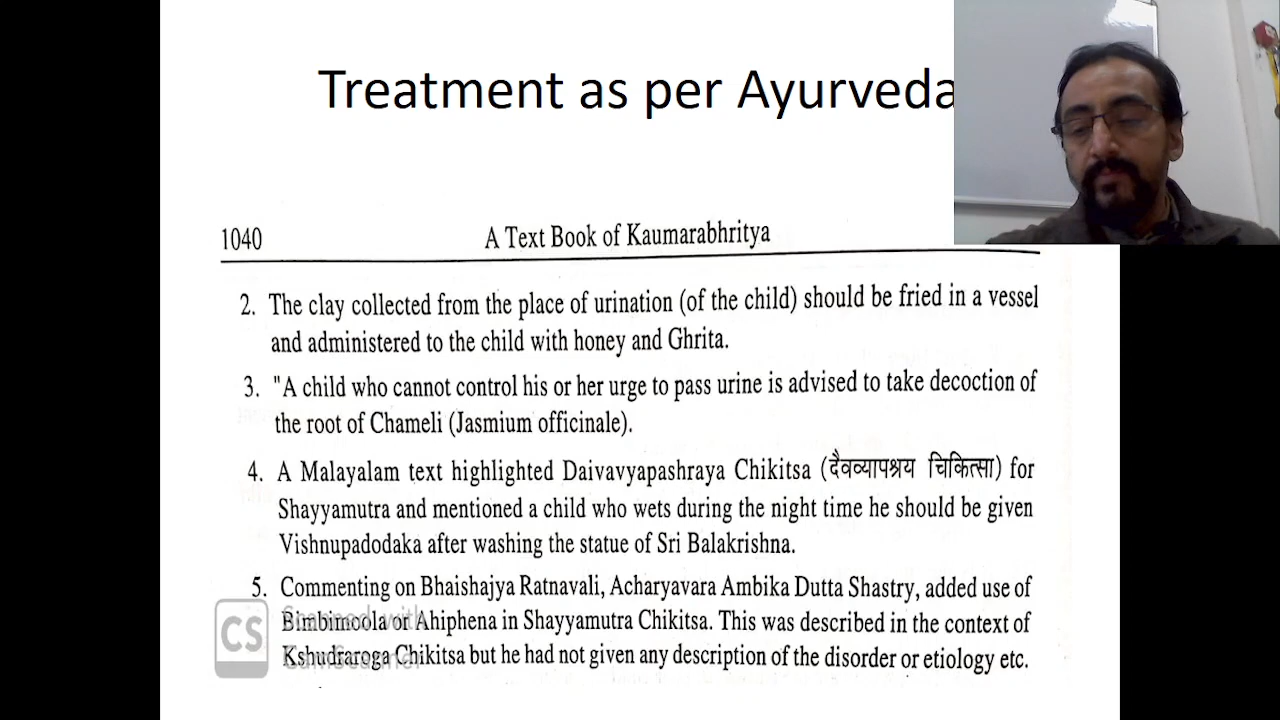 Treatment as per Ayurveda
1040 A Text Book of Kaumarabhritya
2. The clay collected from the place of urination (of the child) should be fried in a vessel
and administered to the child with honey and Ghrita.
3. "A child who cannot control his or her urge to pass urine is advised to take decoction of
the root of Chameli (Jasmium officinale).
4. A Malayalam text highlighted Daivavyapashraya Chikitsa (दैवव्यापश्रय चिकित्सा) for
Shayyamutra and mentioned a child who wets during the night time he should be given
Vishnupadodaka after washing the statue of Sri Balakrishna.
5. Commenting on Bhaishajya Ratnavali, Acharyavara Ambika Dutta Shastry, added use of
Bimbimoola or Ahiphena in Shayyamutra Chikitsa. This was described in the context of
Kshudraroga Chikitsa but he had not given any description of the disorder or etiology etc.
CS Scanned with
CamScanner